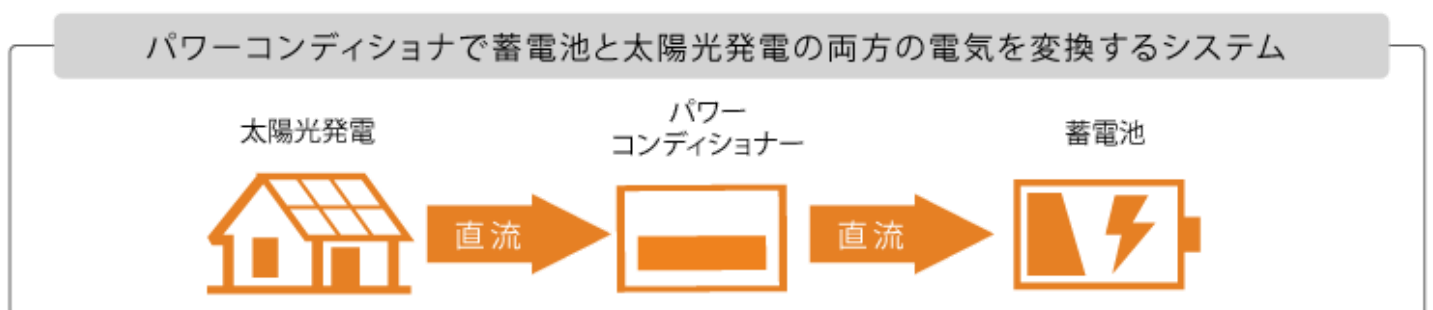 パワーコンディショナで蓄電池と太陽光発電の両方の電気を変換するシステム
太陽光発電
パワー
コンディショナー
蓄電池
直流
直流